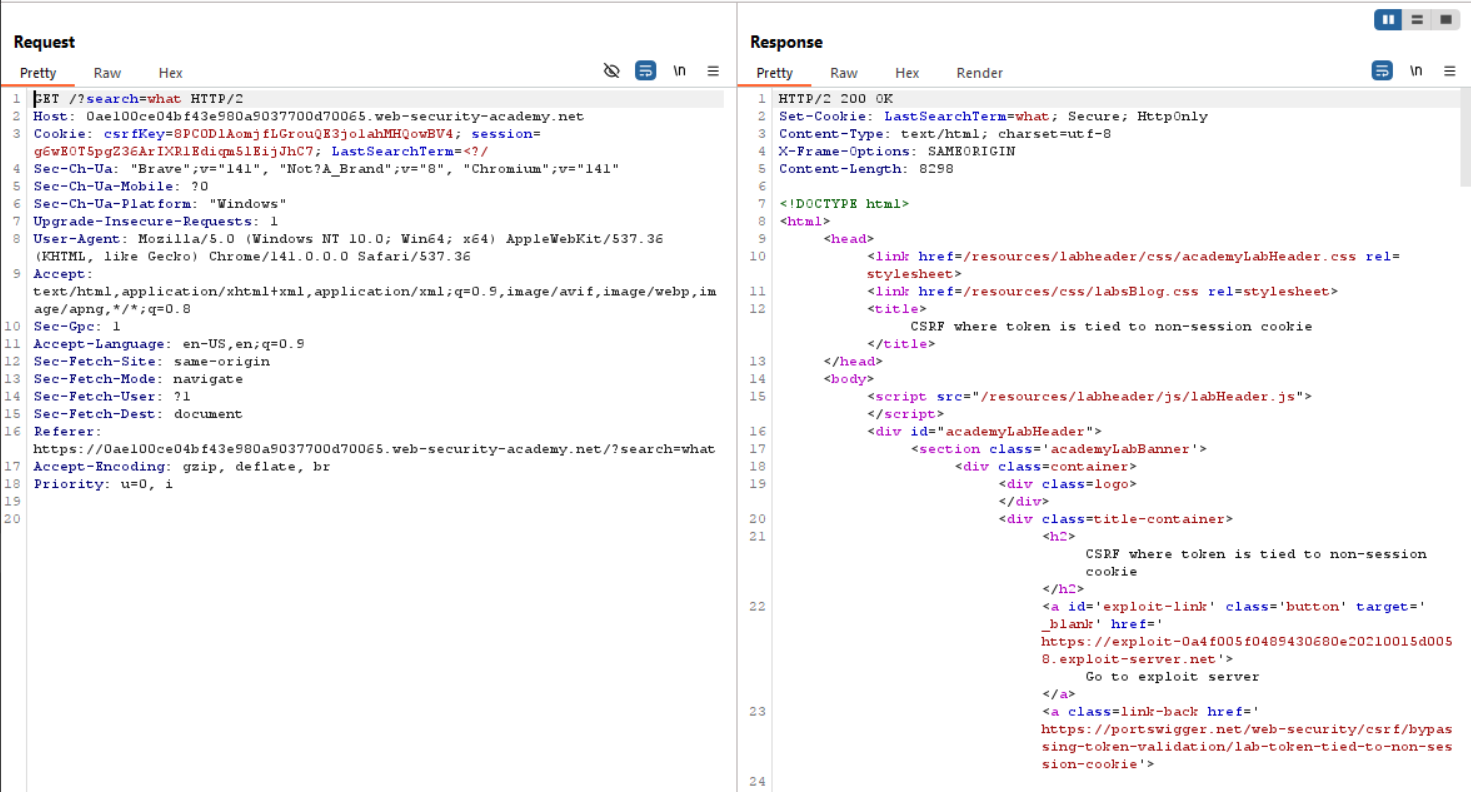 Request
Pretty Raw Hex \n
1 GET /?search=what HTTP/2
2 Host: 0ae100ce04bf43e980a9037700d70065.web-security-academy.net
3 Cookie: csrfKey=8PCODlAomjfLGrouQE3jolahMHQowBV4; session=
g6wEOT5pgZ36ArIXRlEdiqm5lEijJhC7; LastSearchTerm=<?/
4 Sec-Ch-Ua: "Brave";v="141", "Not?A_Brand";v="8", "Chromium";v="141"
5 Sec-Ch-Ua-Mobile: ?0
6 Sec-Ch-Ua-Platform: "Windows"
7 Upgrade-Insecure-Requests: 1
8 User-Agent: Mozilla/5.0 (Windows NT 10.0; Win64; x64) AppleWebKit/537.36
(KHTML, like Gecko) Chrome/141.0.0.0 Safari/537.36
9 Accept:
text/html,application/xhtml+xml,application/xml;q=0.9,image/avif,image/webp,im
age/apng,*/*;q=0.8
10 Sec-Gpc: 1
11 Accept-Language: en-US,en;q=0.9
12 Sec-Fetch-Site: same-origin
13 Sec-Fetch-Mode: navigate
14 Sec-Fetch-User: ?1
15 Sec-Fetch-Dest: document
16 Referer:
https://0ae100ce04bf43e980a9037700d70065.web-security-academy.net/?search=what
17 Accept-Encoding: gzip, deflate, br
18 Priority: u=0, i
19
20
Response
Pretty Raw Hex Render \n
1 HTTP/2 200 OK
2 Set-Cookie: LastSearchTerm=what; Secure; HttpOnly
3 Content-Type: text/html; charset=utf-8
4 X-Frame-Options: SAMEORIGIN
5 Content-Length: 8298
6
7 <!DOCTYPE html>
8 <html>
9 <head>
10 <link href=/resources/labheader/css/academyLabHeader.css rel=
stylesheet>
11 <link href=/resources/css/labsBlog.css rel=stylesheet>
12 <title>
CSRF where token is tied to non-session cookie
</title>
13 </head>
14 <body>
15 <script src="/resources/labheader/js/labHeader.js">
</script>
16 <div id="academyLabHeader">
17 <section class='academyLabBanner'>
18 <div class=container>
19 <div class=logo>
</div>
20 <div class=title-container>
21 <h2>
CSRF where token is tied to non-session
cookie
</h2>
22 <a id='exploit-link' class='button' target='
_blank' href='
https://exploit-0a4f005f0489430680e20210015d005
8.exploit-server.net'>
Go to exploit server
</a>
23 <a class=link-back href='
https://portswigger.net/web-security/csrf/bypas
sing-token-validation/lab-token-tied-to-non-ses
sion-cookie'>
24